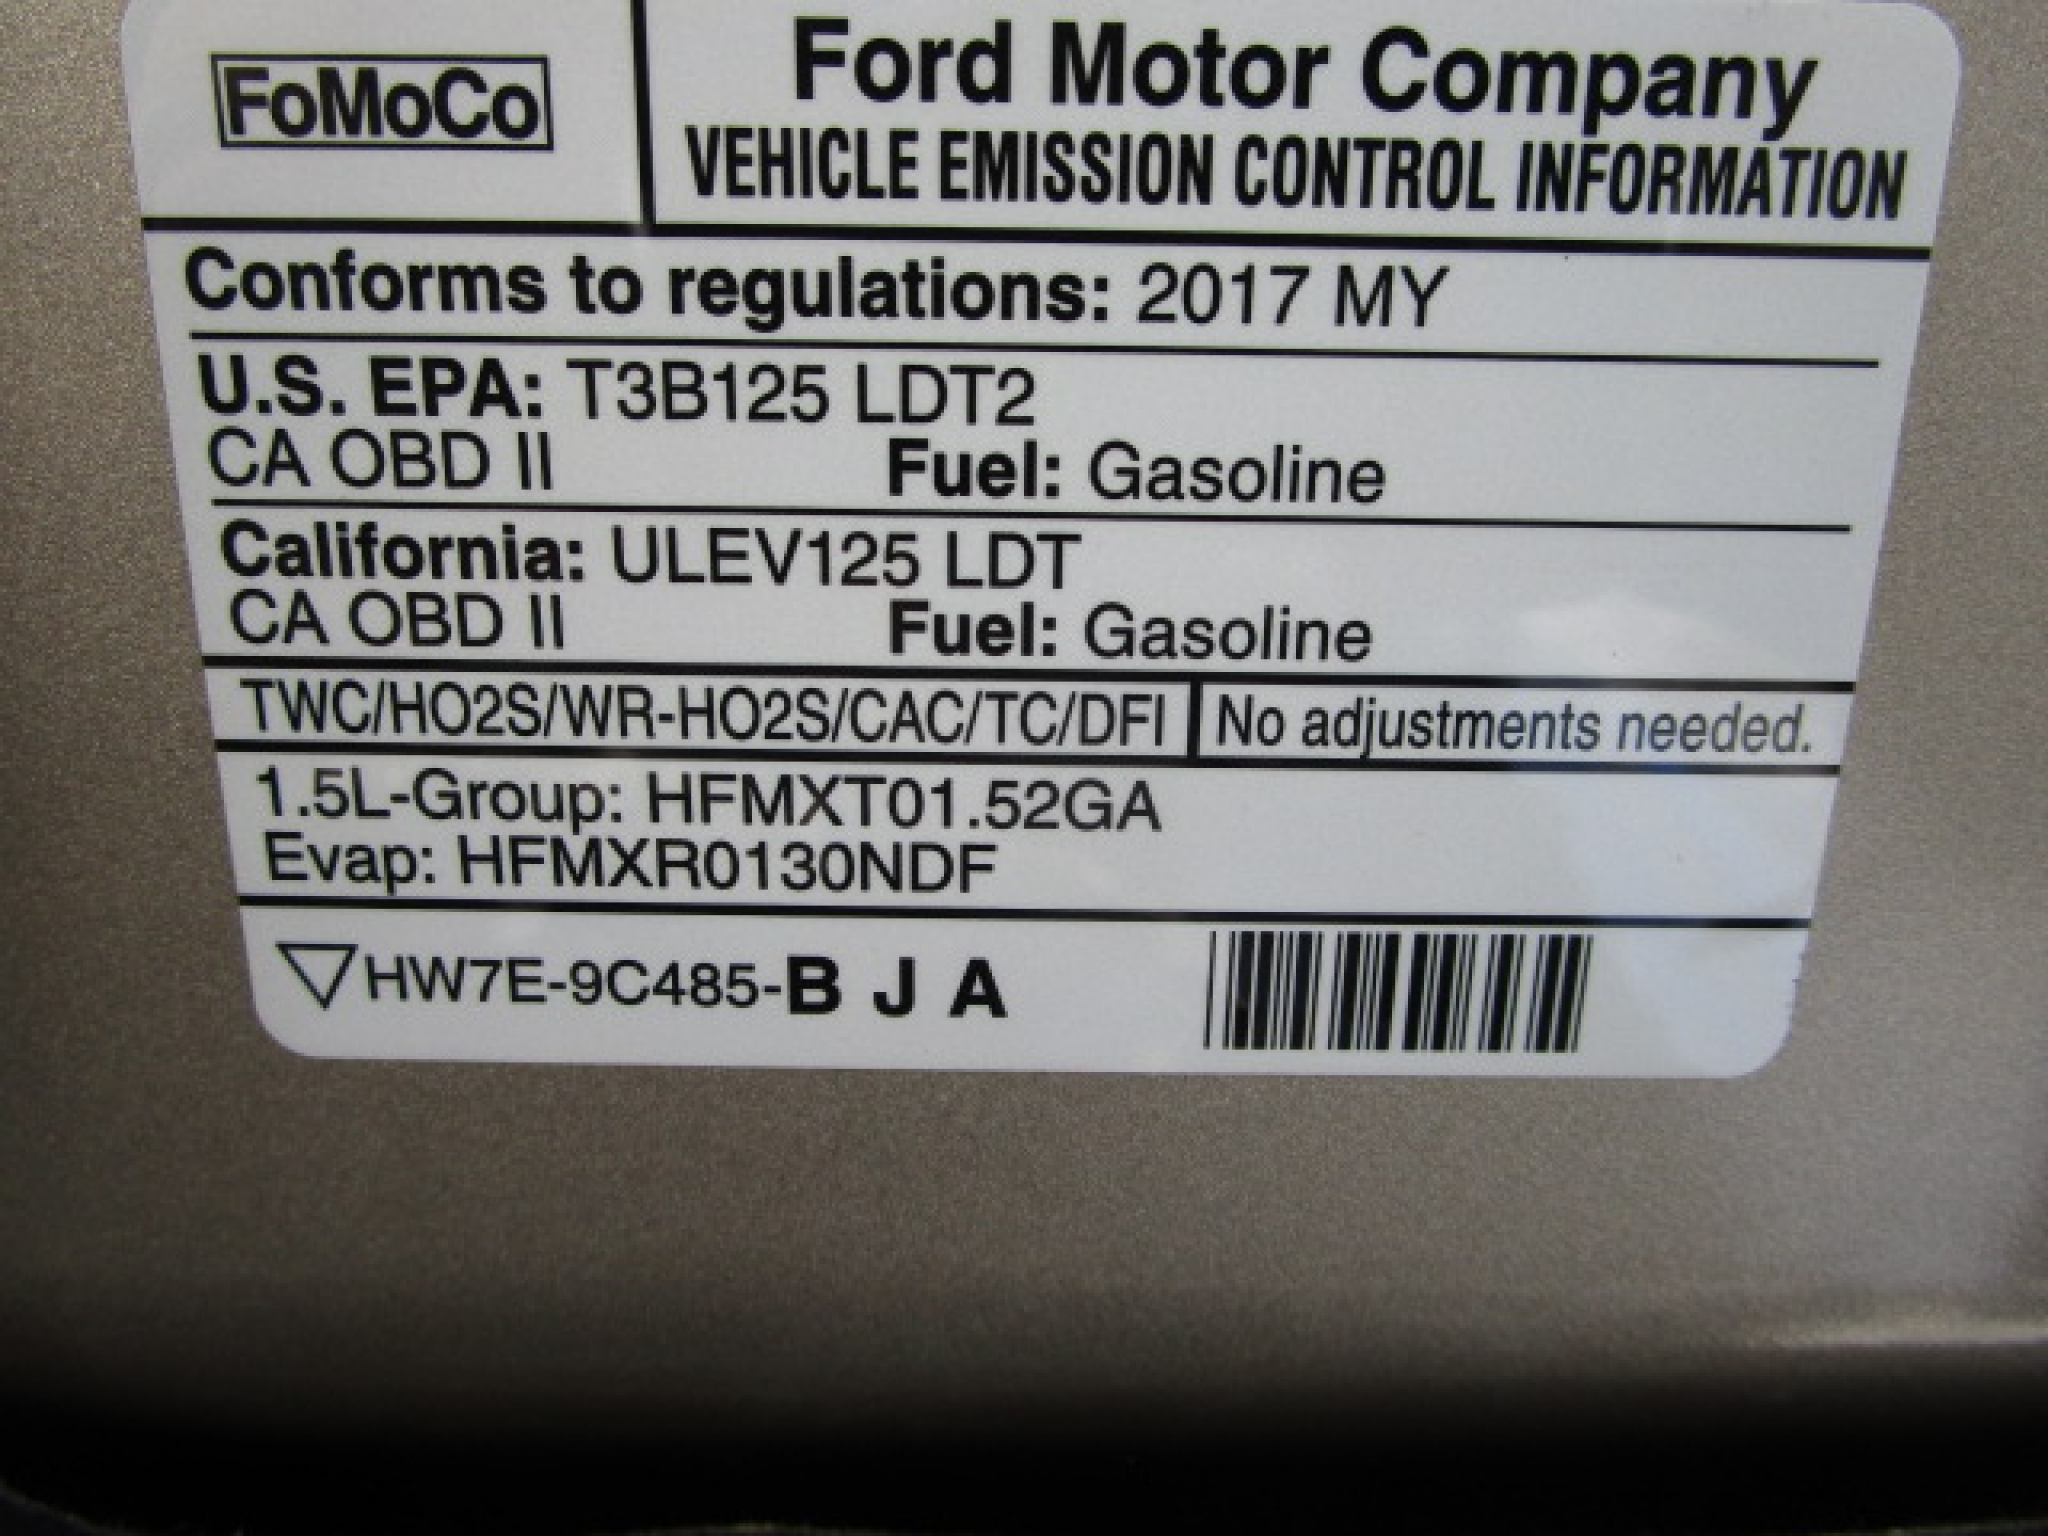 FoMoCo
Ford Motor Company
VEHICLE EMISSION CONTROL INFORMATION
Conforms to regulations: 2017 MY
U.S. EPA: T3B125 LDT2
CA OBD II Fuel: Gasoline
California: ULEV125 LDT
CA OBD II Fuel: Gasoline
TWC/HO2S/WR-HO2S/CAC/TC/DFI No adjustments needed.
1.5L-Group: HFMXT01.52GA
Evap: HFMXR0130NDF
HW7E-9C485-B J A